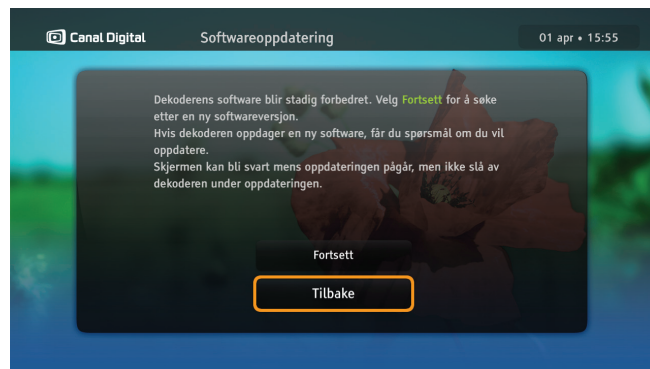 Canal Digital
Softwareoppdatering
01 apr • 15:55
Dekoderens software blir stadig forbedret. Velg Fortsett for å søke
etter en ny softwareversjon.
Hvis dekoderen oppdager en ny software, får du spørsmål om du vil
oppdatere.
Skjermen kan bli svart mens oppdateringen pågår, men ikke slå av
dekoderen under oppdateringen.
Fortsett
Tilbake